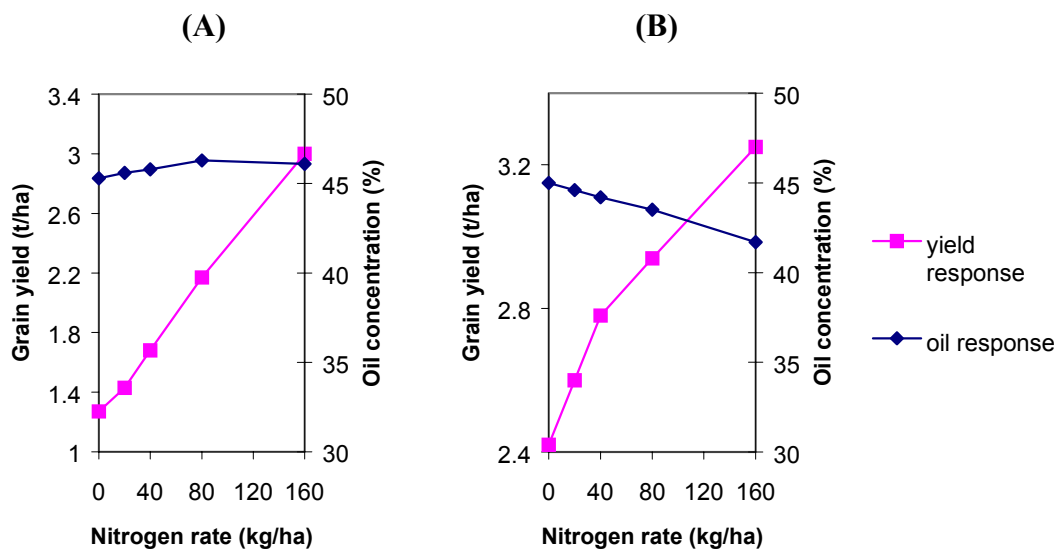 (A)
(B)
3.4
3
2.6
2.2
1.8
1.4
1
Grain yield (t/ha)
50
45
40
35
30
Oil concentration (%)
0 40 80 120 160
Nitrogen rate (kg/ha)
3.2
2.8
2.4
Grain yield (t/ha)
50
45
40
35
30
Oil concentration (%)
0 40 80 120 160
Nitrogen rate (kg/ha)
yield
response
oil response